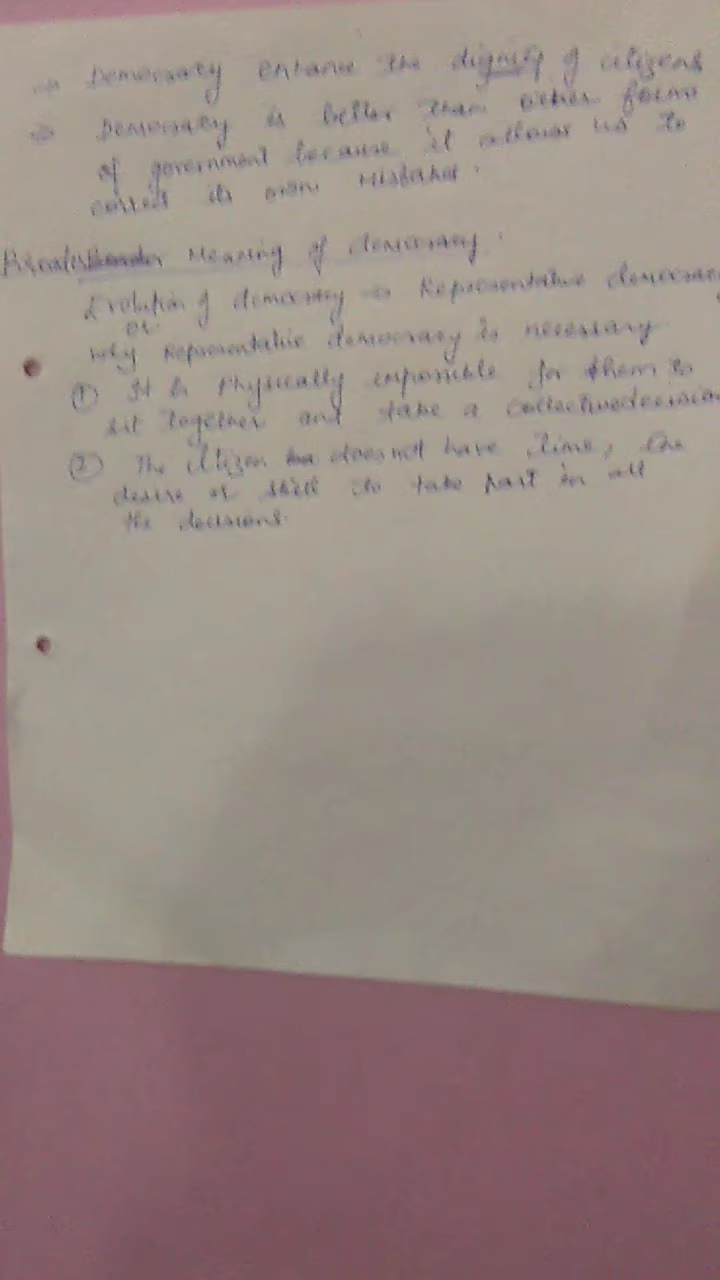 → Democracy enhance the dignity of citizens
→ Democracy is better than other form
of government because it allows us to
correct its own mistakes.
Broader Meaning of democracy.
Evolution of democracy → Representative democracy
or
why Representative democracy is necessary
① It is Physically impossible for them to
sit together and take a collective decision
② The citizen does not have time, the
desire or skill to take part in all
the decisions.